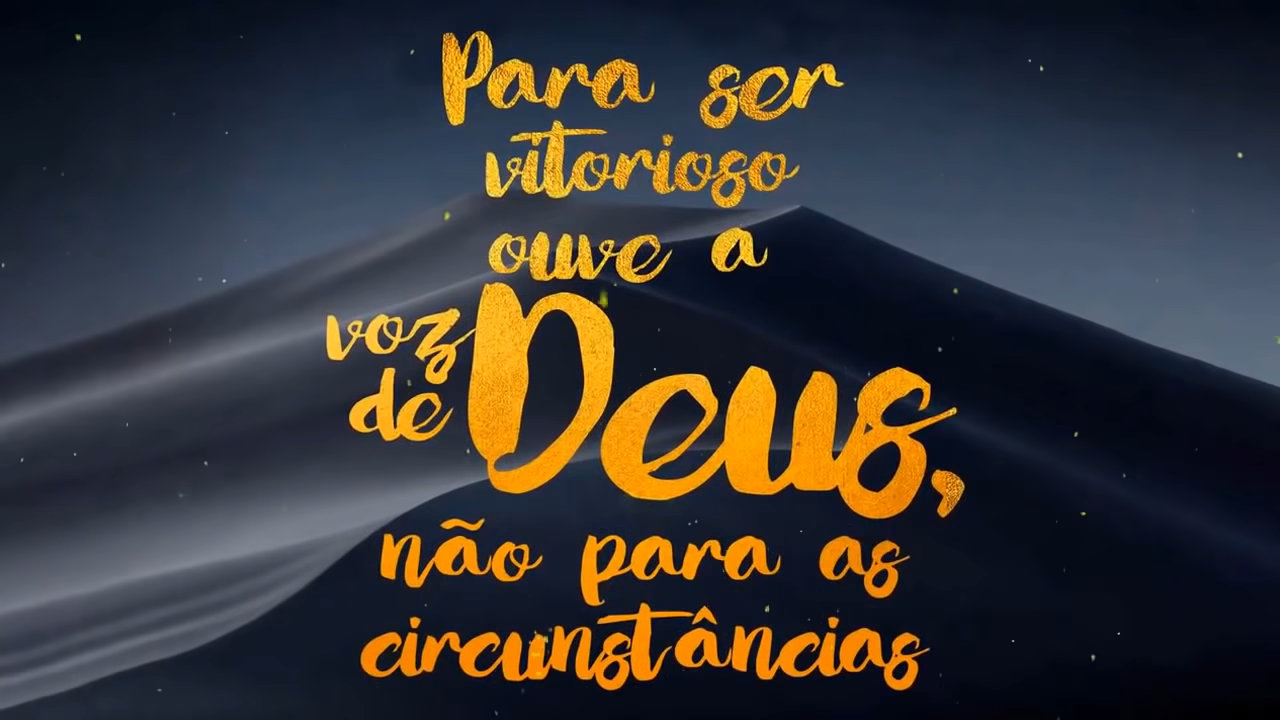 Para ser
vitorioso
ouve a
voz
de Deus,
não para as
circunstâncias